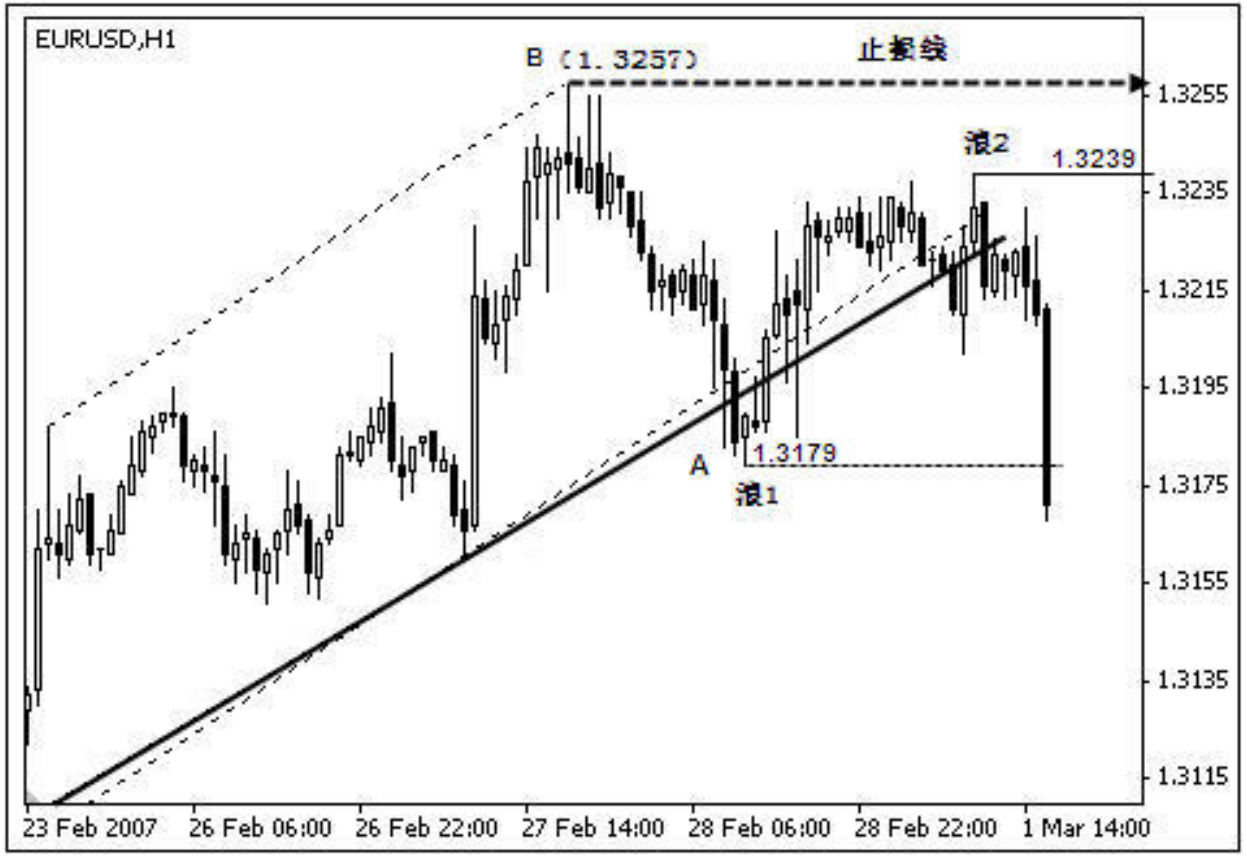 EURUSD,H1
B (1.3257)
止损线
1.3255
浪2
1.3239
1.3235
1.3215
1.3195
A
1.3179
1.3175
浪1
1.3155
1.3135
1.3115
23 Feb 2007
26 Feb 06:00
26 Feb 22:00
27 Feb 14:00
28 Feb 06:00
28 Feb 22:00
1 Mar 14:00